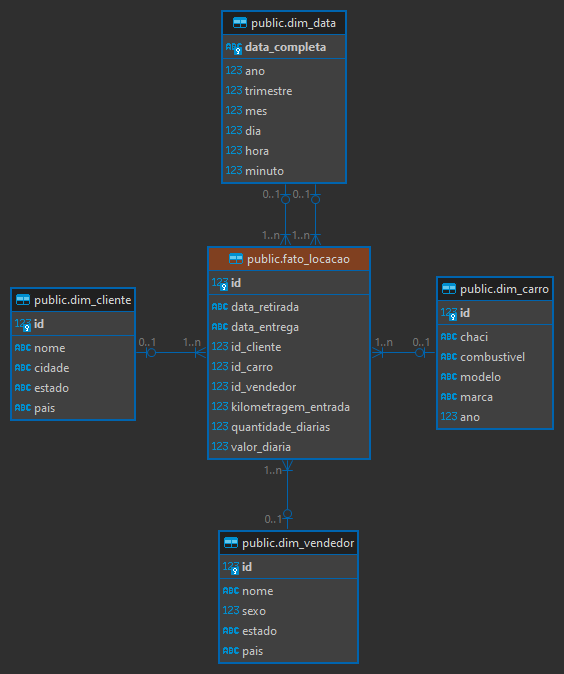 public.dim_data
ABC data_completa
123 ano
123 trimestre
123 mes
123 dia
123 hora
123 minuto
0..1 0..1
1..n 1..n
public.fato_locacao
123 id
ABC data_retirada
ABC data_entrega
123 id_cliente
123 id_carro
123 id_vendedor
123 kilometragem_entrada
123 quantidade_diarias
123 valor_diaria
public.dim_cliente
123 id
ABC nome
ABC cidade
ABC estado
ABC pais
0..1 1..n
public.dim_carro
123 id
ABC chaci
ABC combustivel
ABC modelo
ABC marca
123 ano
1..n 0..1
1..n
0..1
public.dim_vendedor
123 id
ABC nome
123 sexo
ABC estado
ABC pais